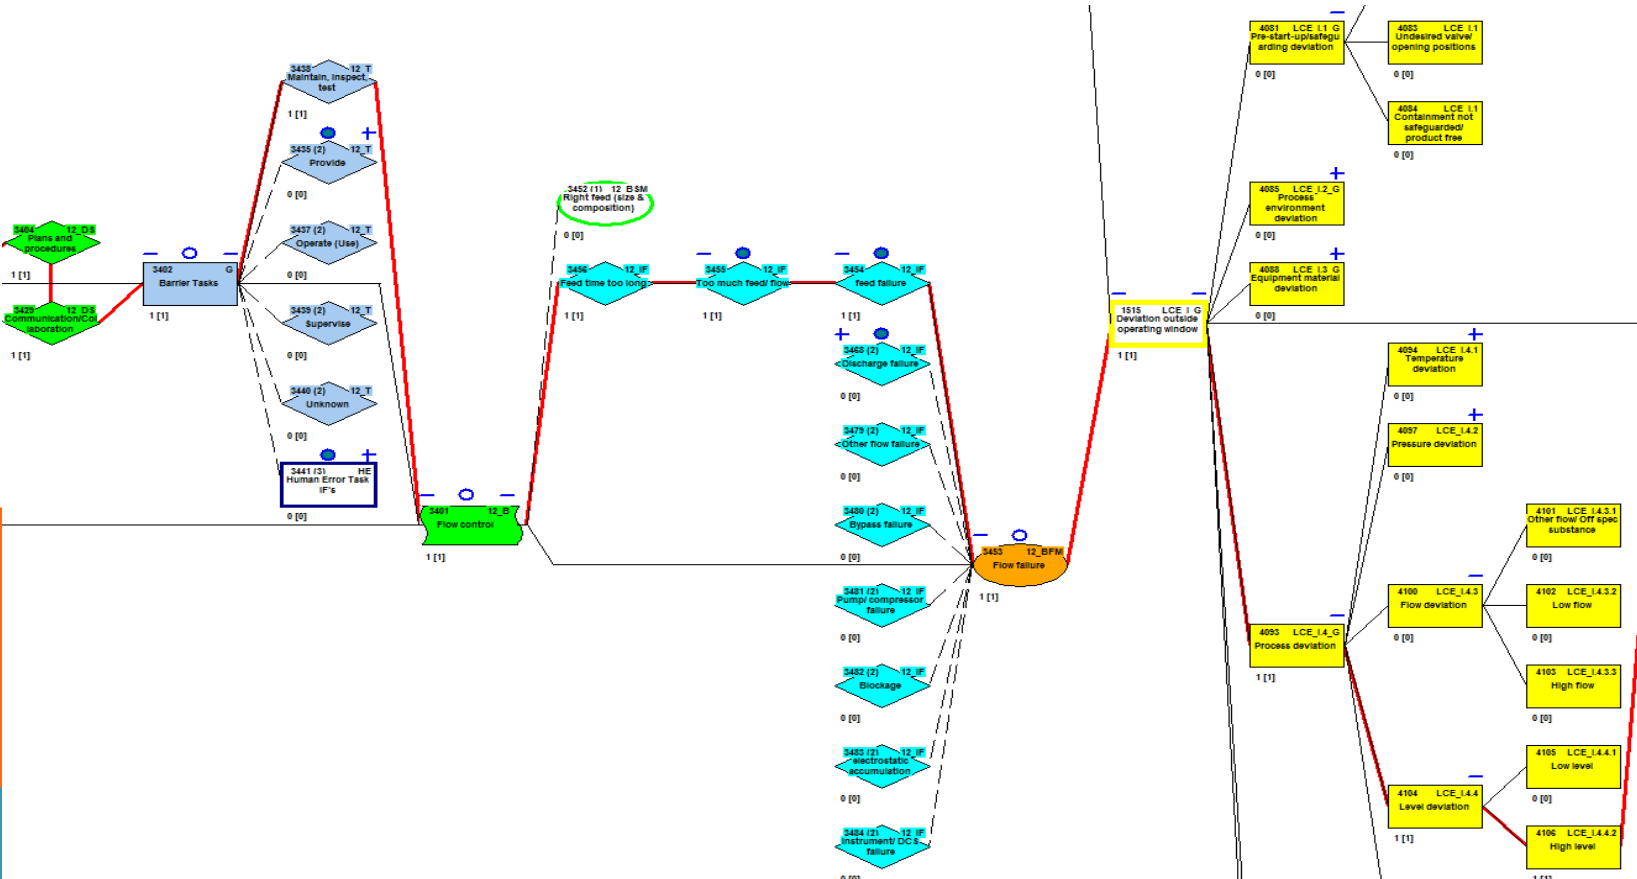 3404 12_DS
Plans and
procedures
1 [1]
3429 12_DS
Communication/Col
laboration
1 [1]
3402 G
Barrier Tasks
1 [1]
3438 12_T
Maintain, Inspect,
test
1 [1]
3435 (2) 12_T
Provide
0 [0]
3437 (2) 12_T
Operate (Use)
0 [0]
3439 (2) 12_T
Supervise
0 [0]
3440 (2) 12_T
Unknown
0 [0]
3441 (3) HE
Human Error Task
IF's
0 [0]
3401 12_B
Flow control
1 [1]
3452 (1) 12_BSM
Right feed (size &
composition)
0 [0]
3456 12_IF
Feed time too long
1 [1]
3455 12_IF
Too much feed/ flow
1 [1]
3454 12_IF
feed failure
1 [1]
3468 (2) 12_IF
Discharge failure
0 [0]
3479 (2) 12_IF
Other flow failure
0 [0]
3480 (2) 12_IF
Bypass failure
0 [0]
3481 (2) 12_IF
Pump/ compressor
failure
0 [0]
3482 (2) 12_IF
Blockage
0 [0]
3483 (2) 12_IF
electrostatic
accumulation
0 [0]
3484 (2) 12_IF
Instrument/ DCS
failure
0 [0]
3453 12_BFM
Flow failure
1 [1]
1515 LCE_I_G
Deviation outside
operating window
1 [1]
4081 LCE_I.1_G
Pre-start-up/safegu
arding deviation
0 [0]
4083 LCE_I.1
Undesired valve/
opening positions
0 [0]
4084 LCE_I.1
Containment not
safeguarded/
product free
0 [0]
4085 LCE_I.2_G
Process
environment
deviation
0 [0]
4088 LCE_I.3_G
Equipment material
deviation
0 [0]
4094 LCE_I.4.1
Temperature
deviation
0 [0]
4097 LCE_I.4.2
Pressure deviation
0 [0]
4093 LCE_I.4_G
Process deviation
1 [1]
4100 LCE_I.4.3
Flow deviation
0 [0]
4101 LCE_I.4.3.1
Other flow/ Off spec
substance
0 [0]
4102 LCE_I.4.3.2
Low flow
0 [0]
4103 LCE_I.4.3.3
High flow
0 [0]
4104 LCE_I.4.4
Level deviation
1 [1]
4105 LCE_I.4.4.1
Low level
0 [0]
4106 LCE_I.4.4.2
High level
1 [1]